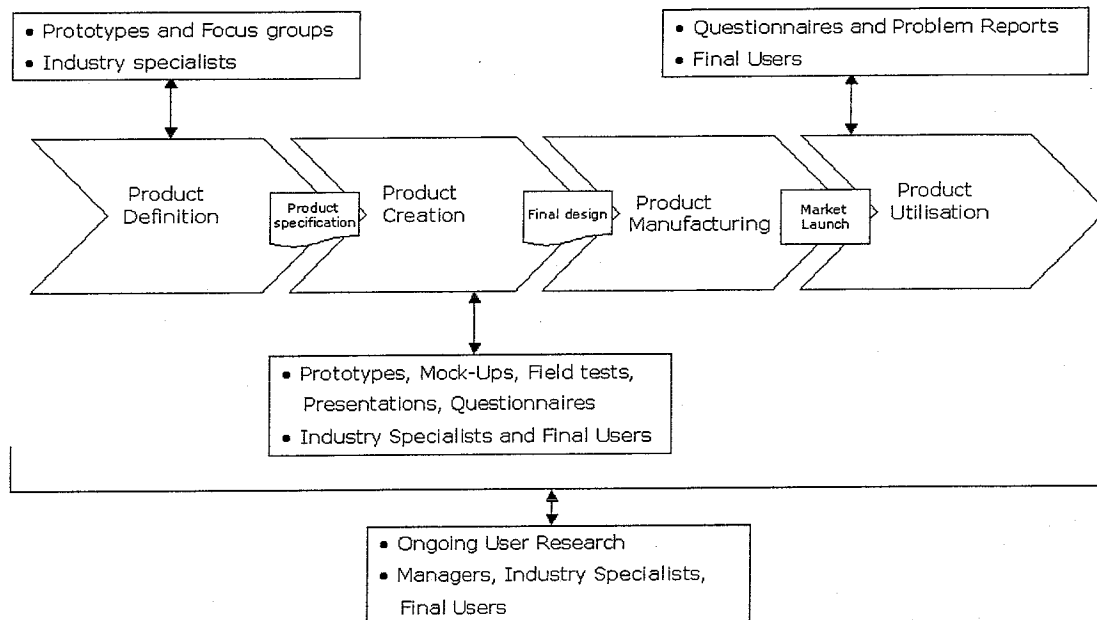 • Prototypes and Focus groups
• Industry specialists
• Questionnaires and Problem Reports
• Final Users
Product
Definition
Product
specification
Product
Creation
Final design
Product
Manufacturing
Market
Launch
Product
Utilisation
• Prototypes, Mock-Ups, Field tests,
Presentations, Questionnaires
• Industry Specialists and Final Users
• Ongoing User Research
• Managers, Industry Specialists,
Final Users